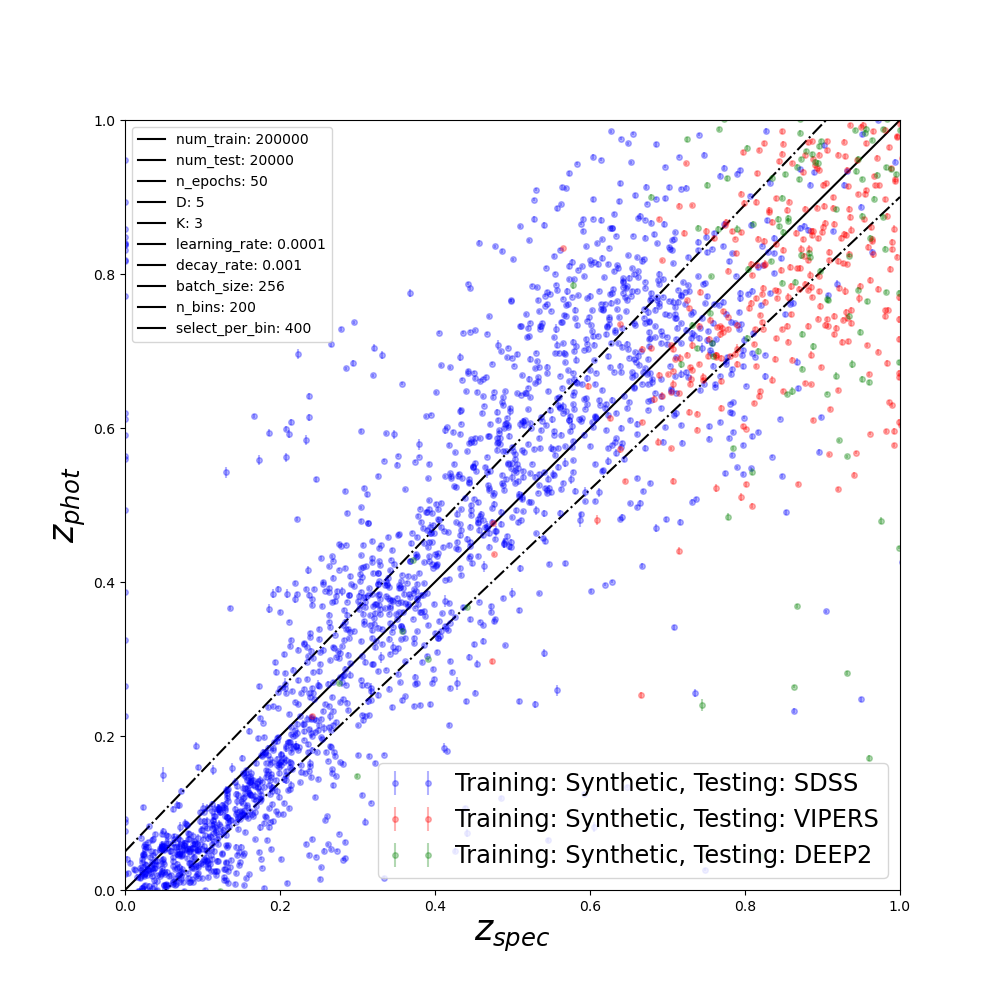 1.0
0.8
0.6
0.4
0.2
0.0
z_phot
num_train: 200000
num_test: 20000
n_epochs: 50
D: 5
K: 3
learning_rate: 0.0001
decay_rate: 0.001
batch_size: 256
n_bins: 200
select_per_bin: 400
Training: Synthetic, Testing: SDSS
Training: Synthetic, Testing: VIPERS
Training: Synthetic, Testing: DEEP2
0.0 0.2 0.4 0.6 0.8 1.0
z_spec